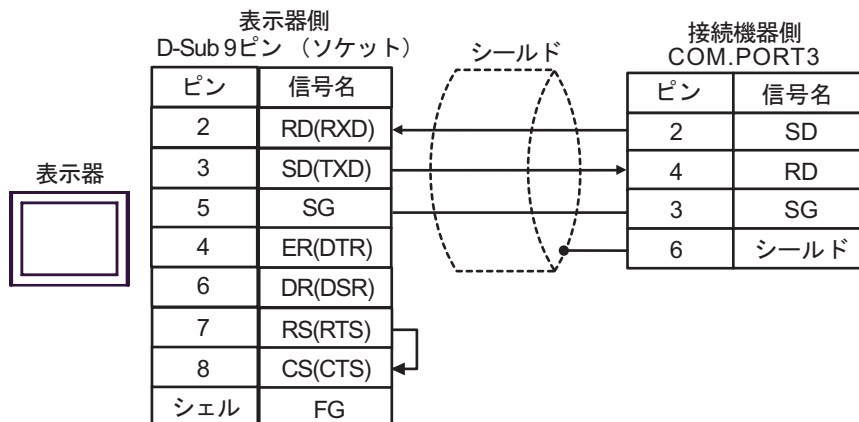 表示器側
D-Sub 9ピン （ソケット）
シールド
接続機器側
COM.PORT3
表示器
ピン 信号名
2 RD(RXD)
3 SD(TXD)
5 SG
4 ER(DTR)
6 DR(DSR)
7 RS(RTS)
8 CS(CTS)
シェル FG
ピン 信号名
2 SD
4 RD
3 SG
6 シールド